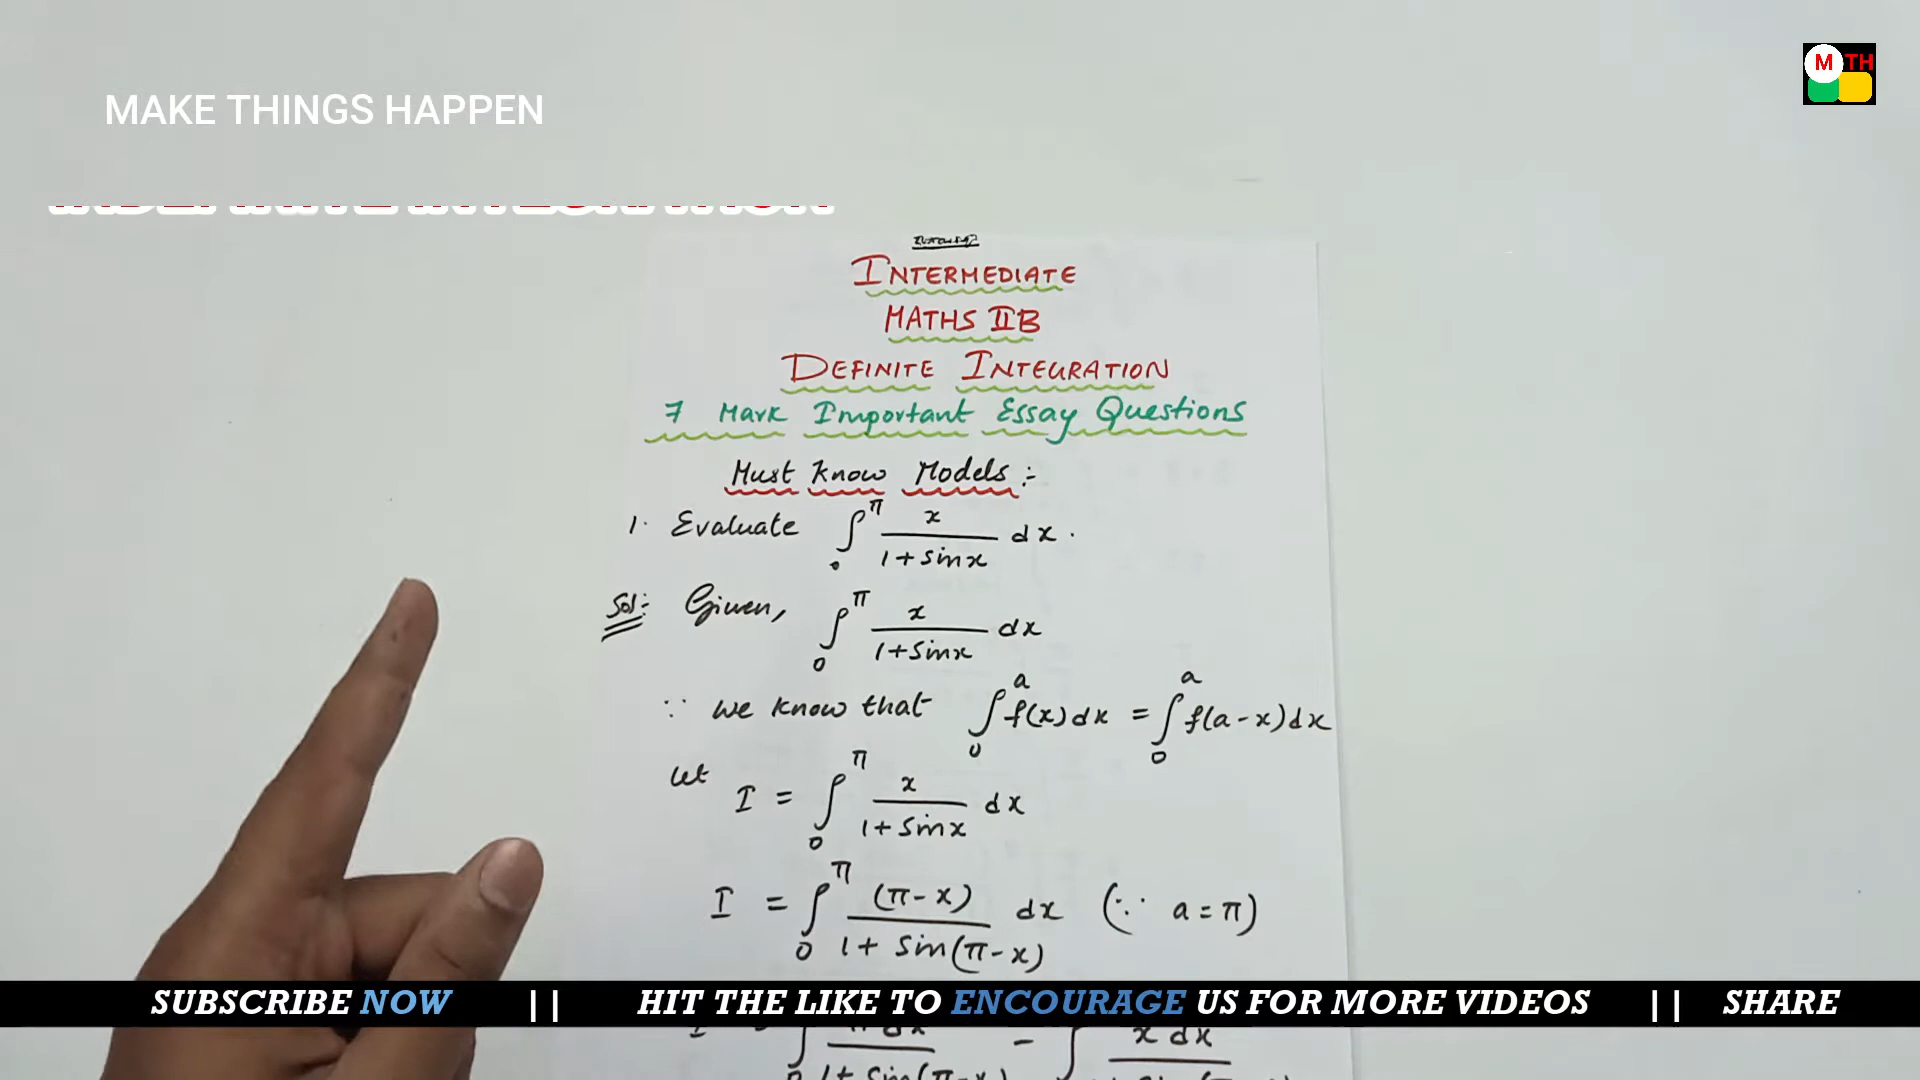 M TH
MAKE THINGS HAPPEN
INDEFINITE INTEGRATION
INTERMEDIATE
MATHS IIB
DEFINITE INTEGRATION
7 Mark Important Essay Questions
Must Know Models :-
1. Evaluate ∫₀^π x/(1+sinx) dx.
Sol:- Given, ∫₀^π x/(1+sinx) dx
∵ we know that ∫₀^a f(x)dx = ∫₀^a f(a-x)dx
let I = ∫₀^π x/(1+sinx) dx
I = ∫₀^π (π-x)/(1+sin(π-x)) dx (∵ a=π)
SUBSCRIBE NOW || HIT THE LIKE TO ENCOURAGE US FOR MORE VIDEOS || SHARE